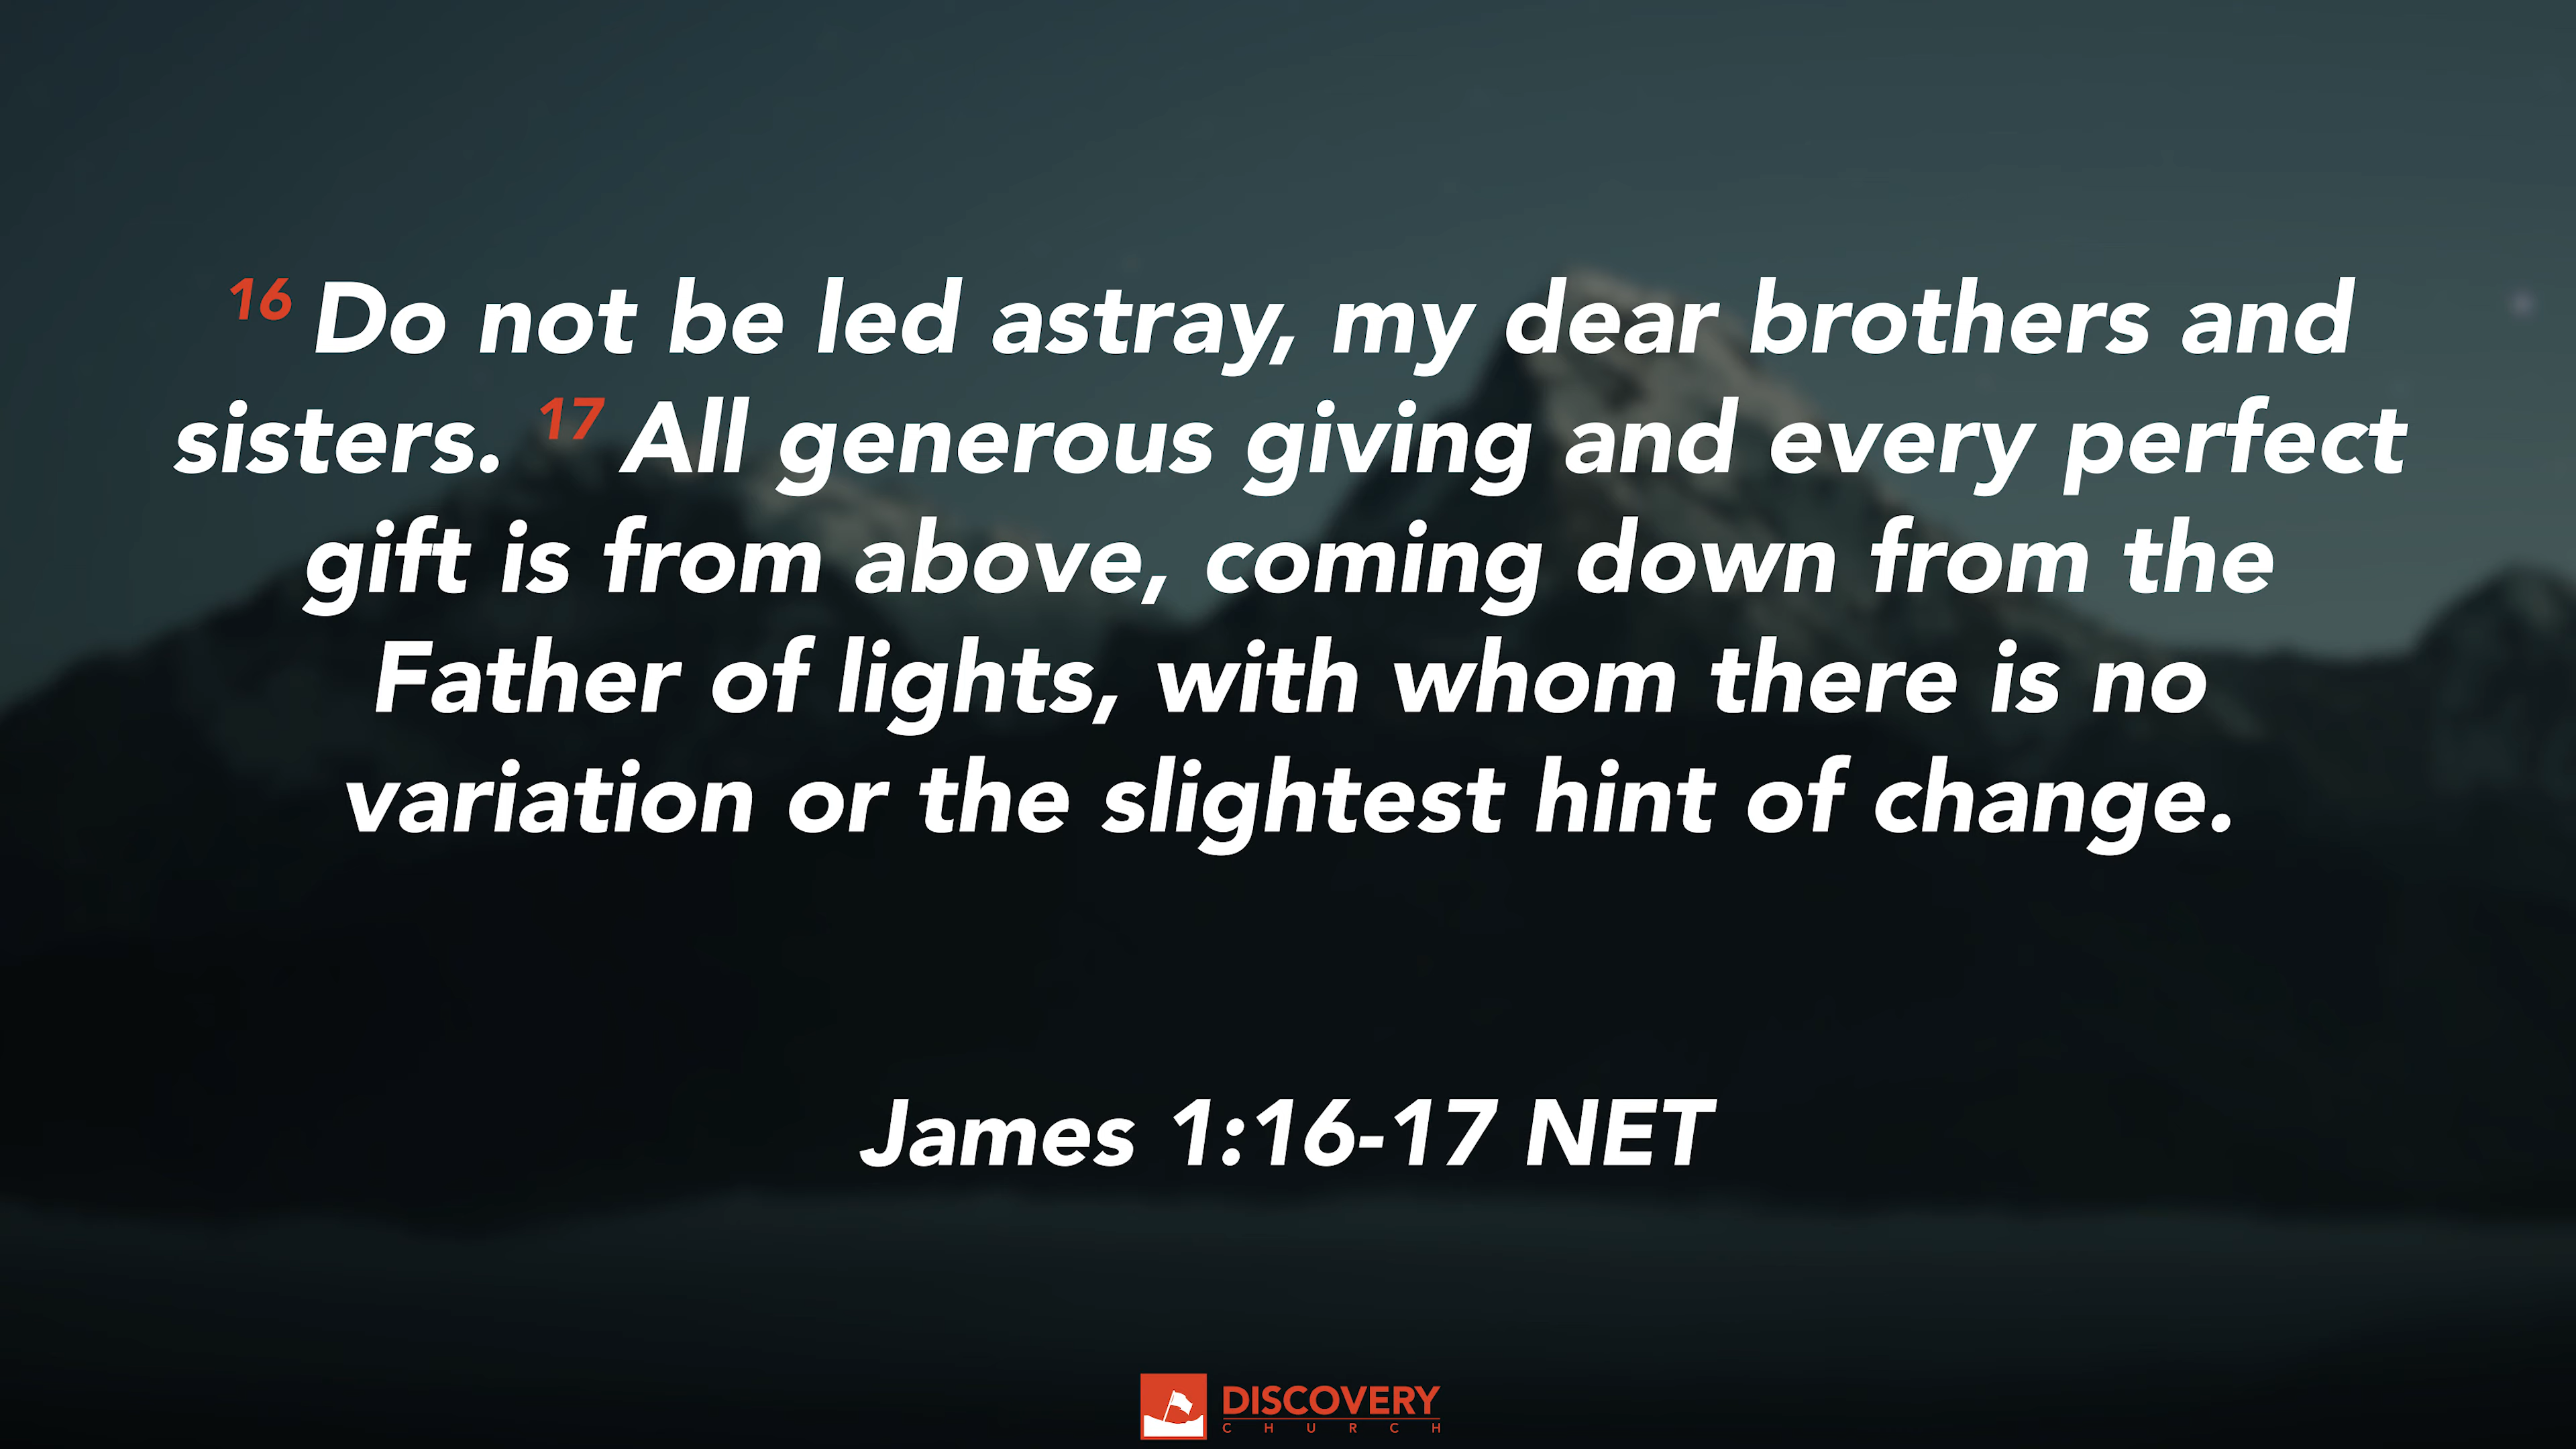 16 Do not be led astray, my dear brothers and
sisters. 17 All generous giving and every perfect
gift is from above, coming down from the
Father of lights, with whom there is no
variation or the slightest hint of change.
James 1:16-17 NET
DISCOVERY
CHURCH